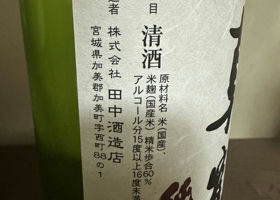 原材料名 米(国産)、
米麹(国産米) 精米歩合60%
アルコール分15度以上16度未満
目 清酒
者 株式会社 田中酒造店
宮城県加美郡加美町字西町88の1